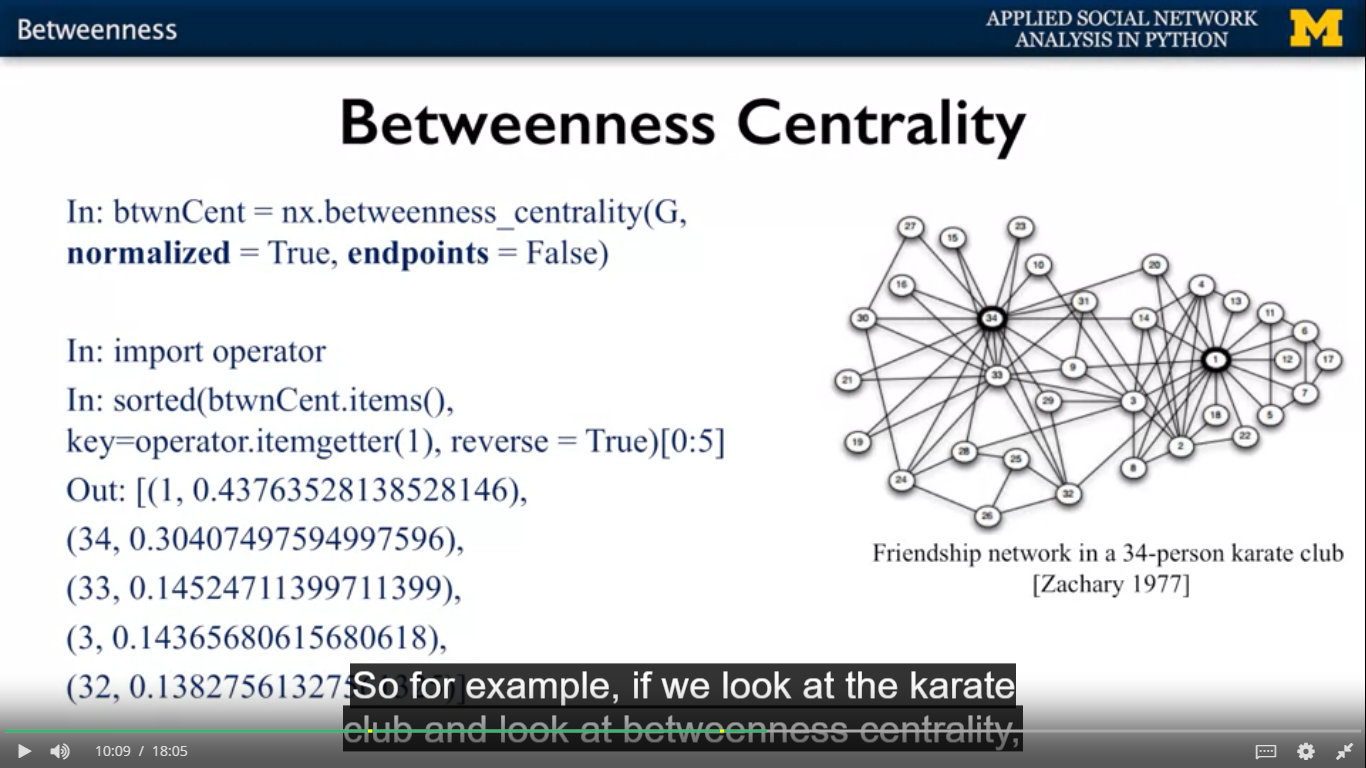 Betweenness
APPLIED SOCIAL NETWORK
ANALYSIS IN PYTHON
M
Betweenness Centrality
In: btwnCent = nx.betweenness_centrality(G,
normalized = True, endpoints = False)
In: import operator
In: sorted(btwnCent.items(),
key=operator.itemgetter(1), reverse = True)[0:5]
Out: [(1, 0.43763528138528146),
(34, 0.30407497594997596),
(33, 0.14524711399711399),
(3, 0.14365680615680618),
(32,
27
15
23
10
20
16
4
31
13
11
30
34
14
6
1
12
17
9
33
21
7
29
3
18
5
22
19
2
28
25
8
24
32
26
Friendship network in a 34-person karate club
[Zachary 1977]
So for example, if we look at the karate
club and look at betweenness centrality,
10:09 / 18:05